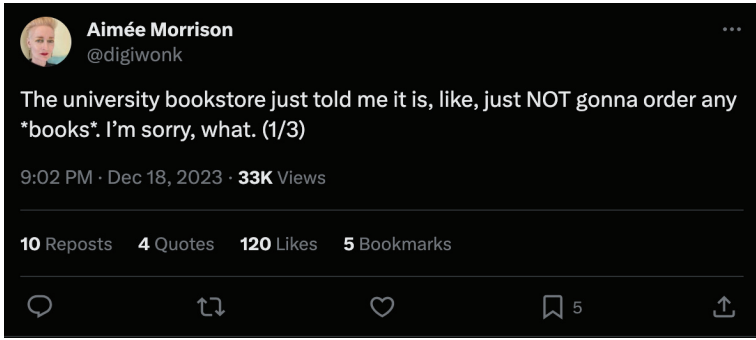 Aimée Morrison
@digiwonk
The university bookstore just told me it is, like, just NOT gonna order any
*books*. I’m sorry, what. (1/3)
9:02 PM · Dec 18, 2023 · 33K Views
10 Reposts 4 Quotes 120 Likes 5 Bookmarks
5